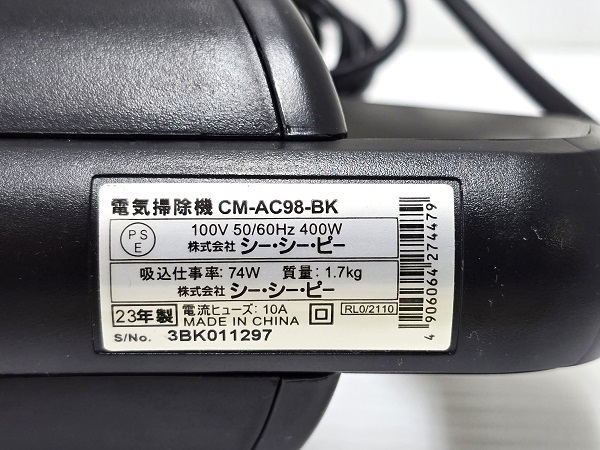 電気掃除機 CM-AC98-BK
PS
E
100V 50/60Hz 400W
株式会社 シー・シー・ピー
吸込仕事率: 74W 質量: 1.7kg
株式会社 シー・シー・ピー
23年製 電流ヒューズ: 10A
MADE IN CHINA
RL0/2110
S/No. 3BK011297
4 906064 274479